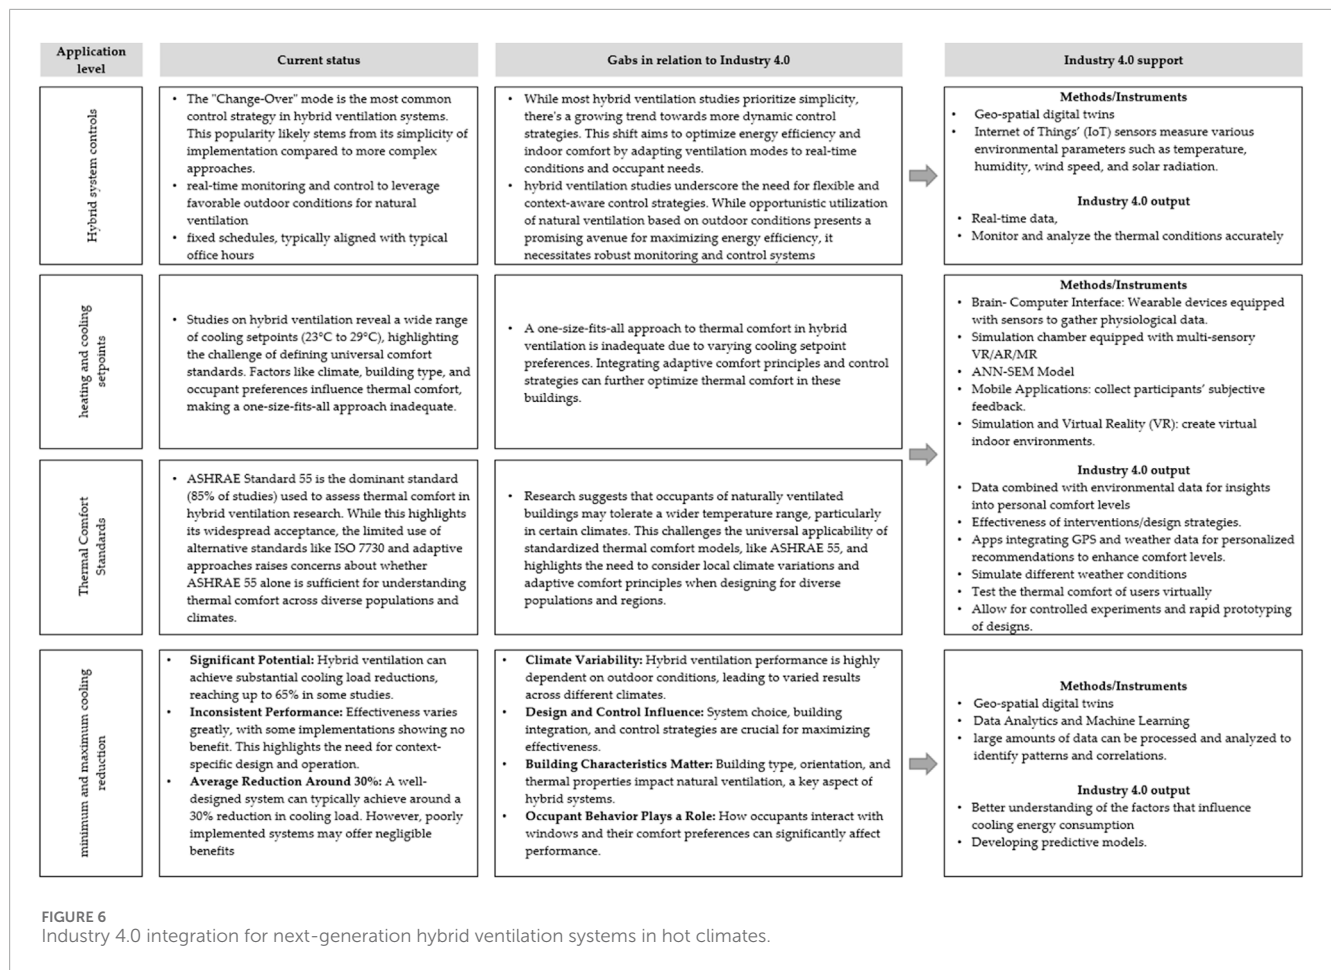 Application
level
Current status
Gabs in relation to Industry 4.0
Industry 4.0 support
Hybrid system controls
• The "Change-Over" mode is the most common
control strategy in hybrid ventilation systems.
This popularity likely stems from its simplicity of
implementation compared to more complex
approaches.
• real-time monitoring and control to leverage
favorable outdoor conditions for natural
ventilation
• fixed schedules, typically aligned with typical
office hours
• While most hybrid ventilation studies prioritize simplicity,
there's a growing trend towards more dynamic control
strategies. This shift aims to optimize energy efficiency and
indoor comfort by adapting ventilation modes to real-time
conditions and occupant needs.
• hybrid ventilation studies underscore the need for flexible and
context-aware control strategies. While opportunistic utilization
of natural ventilation based on outdoor conditions presents a
promising avenue for maximizing energy efficiency, it
necessitates robust monitoring and control systems
Methods/Instruments
• Geo-spatial digital twins
• Internet of Things' (IoT) sensors measure various
environmental parameters such as temperature,
humidity, wind speed, and solar radiation.
Industry 4.0 output
• Real-time data,
• Monitor and analyze the thermal conditions accurately
heating and cooling
setpoints
• Studies on hybrid ventilation reveal a wide range
of cooling setpoints (23°C to 29°C), highlighting
the challenge of defining universal comfort
standards. Factors like climate, building type, and
occupant preferences influence thermal comfort,
making a one-size-fits-all approach inadequate.
• A one-size-fits-all approach to thermal comfort in hybrid
ventilation is inadequate due to varying cooling setpoint
preferences. Integrating adaptive comfort principles and control
strategies can further optimize thermal comfort in these
buildings.
Methods/Instruments
• Brain- Computer Interface: Wearable devices equipped
with sensors to gather physiological data.
• Simulation chamber equipped with multi-sensory
VR/AR/MR
• ANN-SEM Model
• Mobile Applications: collect participants' subjective
feedback.
• Simulation and Virtual Reality (VR): create virtual
indoor environments.
Industry 4.0 output
• Data combined with environmental data for insights
into personal comfort levels
• Effectiveness of interventions/design strategies.
• Apps integrating GPS and weather data for personalized
recommendations to enhance comfort levels.
• Simulate different weather conditions
• Test the thermal comfort of users virtually
• Allow for controlled experiments and rapid prototyping
of designs.
Thermal Comfort
Standards
• ASHRAE Standard 55 is the dominant standard
(85% of studies) used to assess thermal comfort in
hybrid ventilation research. While this highlights
its widespread acceptance, the limited use of
alternative standards like ISO 7730 and adaptive
approaches raises concerns about whether
ASHRAE 55 alone is sufficient for understanding
thermal comfort across diverse populations and
climates.
• Research suggests that occupants of naturally ventilated
buildings may tolerate a wider temperature range, particularly
in certain climates. This challenges the universal applicability of
standardized thermal comfort models, like ASHRAE 55, and
highlights the need to consider local climate variations and
adaptive comfort principles when designing for diverse
populations and regions.
minimum and maximum cooling
reduction
• Significant Potential: Hybrid ventilation can
achieve substantial cooling load reductions,
reaching up to 65% in some studies.
• Inconsistent Performance: Effectiveness varies
greatly, with some implementations showing no
benefit. This highlights the need for context-
specific design and operation.
• Average Reduction Around 30%: A well-
designed system can typically achieve around a
30% reduction in cooling load. However, poorly
implemented systems may offer negligible
benefits
• Climate Variability: Hybrid ventilation performance is highly
dependent on outdoor conditions, leading to varied results
across different climates.
• Design and Control Influence: System choice, building
integration, and control strategies are crucial for maximizing
effectiveness.
• Building Characteristics Matter: Building type, orientation, and
thermal properties impact natural ventilation, a key aspect of
hybrid systems.
• Occupant Behavior Plays a Role: How occupants interact with
windows and their comfort preferences can significantly affect
performance.
Methods/Instruments
• Geo-spatial digital twins
• Data Analytics and Machine Learning
• large amounts of data can be processed and analyzed to
identify patterns and correlations.
Industry 4.0 output
• Better understanding of the factors that influence
cooling energy consumption
• Developing predictive models.
FIGURE 6
Industry 4.0 integration for next-generation hybrid ventilation systems in hot climates.